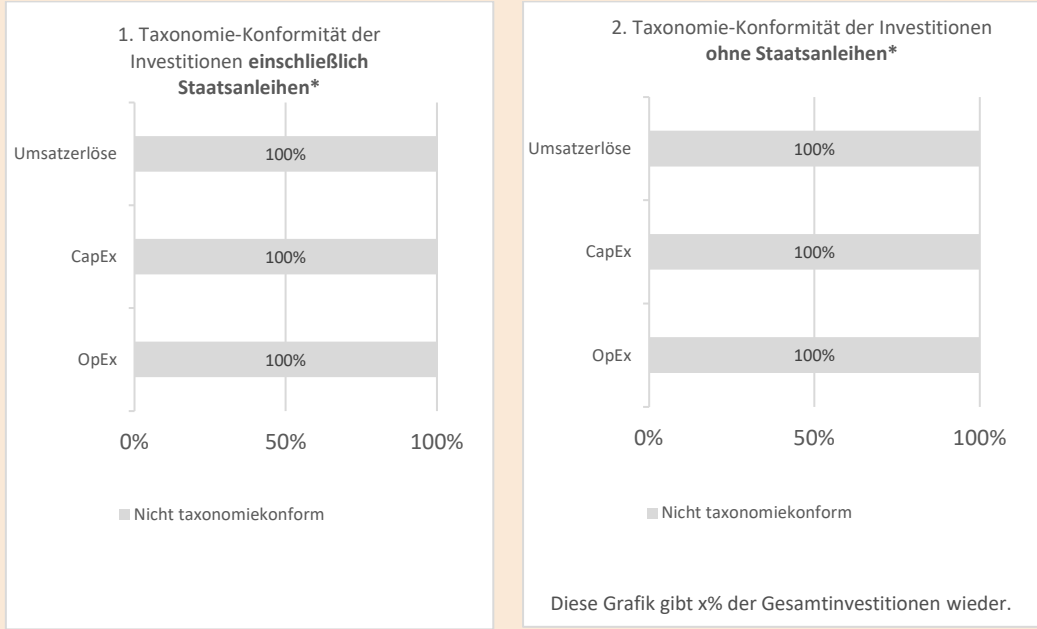 1. Taxonomie-Konformität der
Investitionen einschließlich
Staatsanleihen*
Umsatzerlöse
100%
CapEx
100%
OpEx
100%
0%
50%
100%
Nicht taxonomiekonform
2. Taxonomie-Konformität der Investitionen
ohne Staatsanleihen*
Umsatzerlöse
100%
CapEx
100%
OpEx
100%
0%
50%
100%
Nicht taxonomiekonform
Diese Grafik gibt x% der Gesamtinvestitionen wieder.